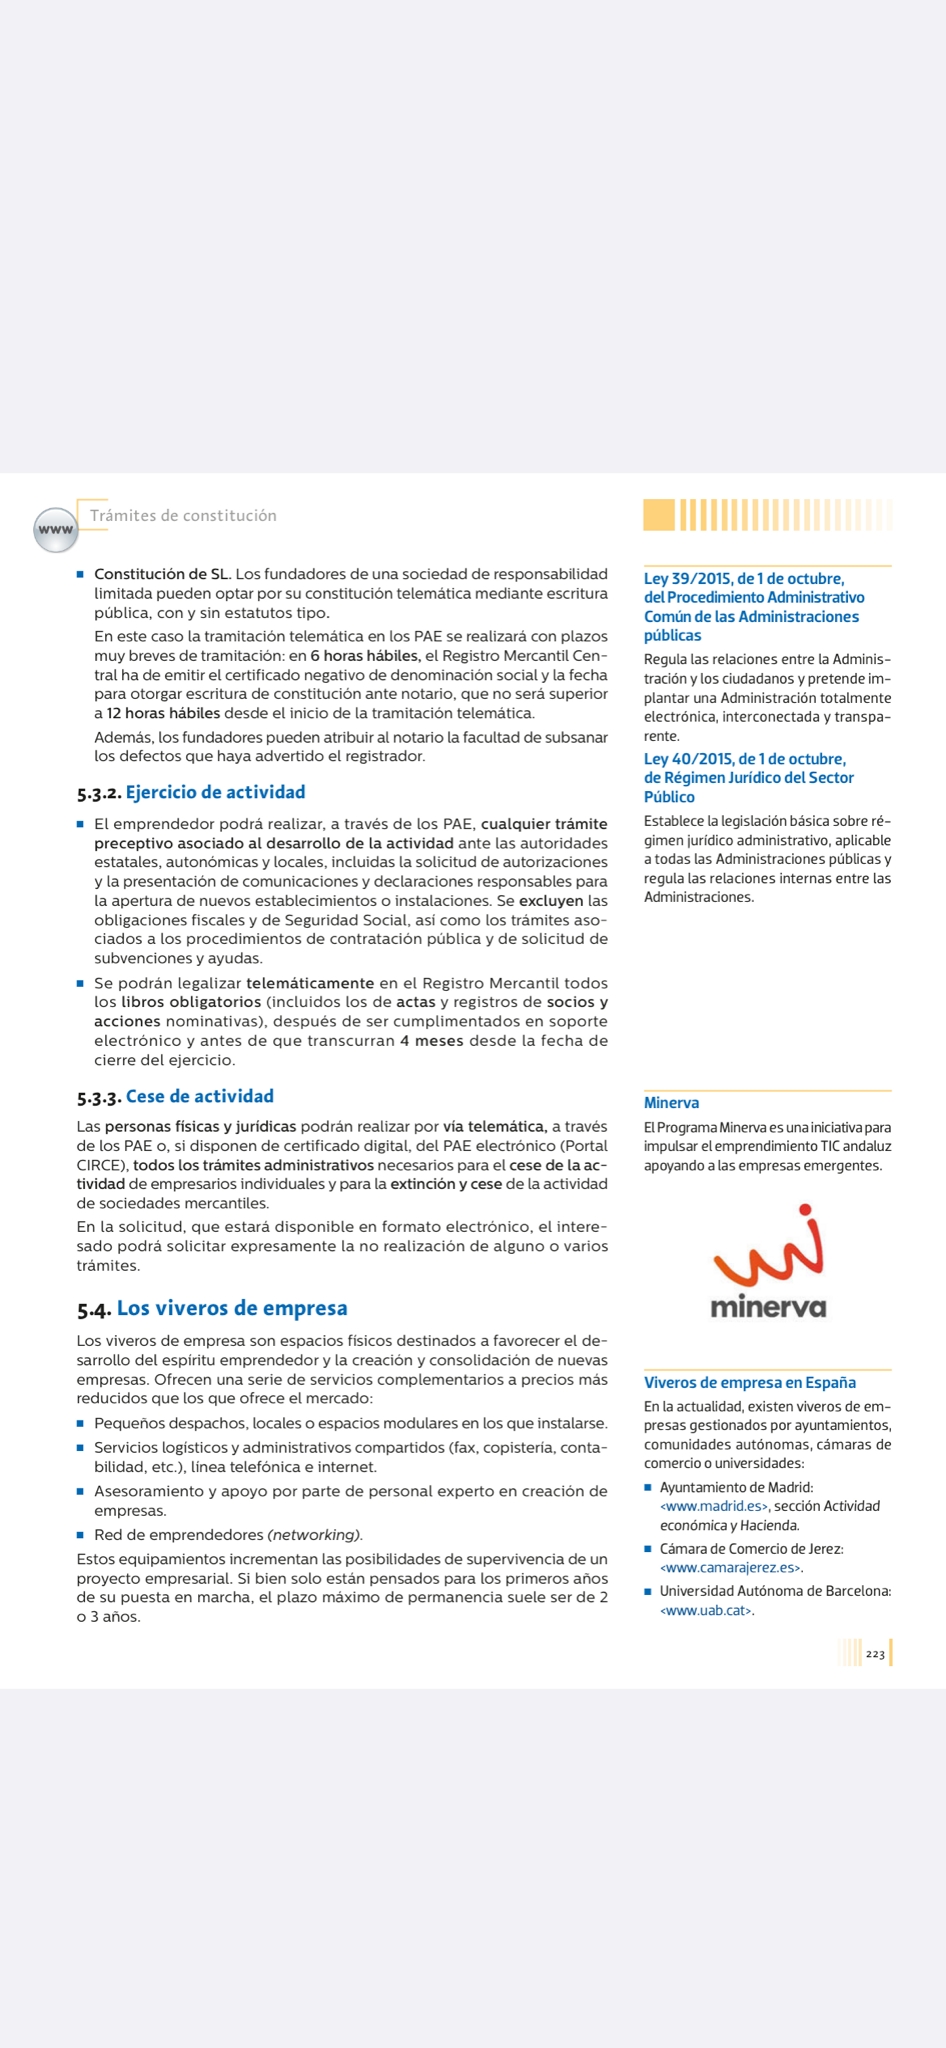 www
Trámites de constitución
Constitución de SL. Los fundadores de una sociedad de responsabilidad
limitada pueden optar por su constitución telemática mediante escritura
pública, con y sin estatutos tipo.
En este caso la tramitación telemática en los PAE se realizará con plazos
muy breves de tramitación: en 6 horas hábiles, el Registro Mercantil Cen-
tral ha de emitir el certificado negativo de denominación social y la fecha
para otorgar escritura de constitución ante notario, que no será superior
a 12 horas hábiles desde el inicio de la tramitación telemática.
Además, los fundadores pueden atribuir al notario la facultad de subsanar
los defectos que haya advertido el registrador.
5.3.2. Ejercicio de actividad
El emprendedor podrá realizar, a través de los PAE, cualquier trámite
preceptivo asociado al desarrollo de la actividad ante las autoridades
estatales, autonómicas y locales, incluidas la solicitud de autorizaciones
y la presentación de comunicaciones y declaraciones responsables para
la apertura de nuevos establecimientos o instalaciones. Se excluyen las
obligaciones fiscales y de Seguridad Social, así como los trámites aso-
ciados a los procedimientos de contratación pública y de solicitud de
subvenciones y ayudas.
Se podrán legalizar telemáticamente en el Registro Mercantil todos
los libros obligatorios (incluidos los de actas y registros de socios y
acciones nominativas), después de ser cumplimentados en soporte
electrónico y antes de que transcurran 4 meses desde la fecha de
cierre del ejercicio.
5.3.3. Cese de actividad
Las personas físicas y jurídicas podrán realizar por vía telemática, a través
de los PAE o, si disponen de certificado digital, del PAE electrónico (Portal
CIRCE), todos los trámites administrativos necesarios para el cese de la ac-
tividad de empresarios individuales y para la extinción y cese de la actividad
de sociedades mercantiles.
En la solicitud, que estará disponible en formato electrónico, el intere-
sado podrá solicitar expresamente la no realización de alguno o varios
trámites.
5.4. Los viveros de empresa
Los viveros de empresa son espacios físicos destinados a favorecer el de-
sarrollo del espíritu emprendedor y la creación y consolidación de nuevas
empresas. Ofrecen una serie de servicios complementarios a precios más
reducidos que los que ofrece el mercado:
Pequeños despachos, locales o espacios modulares en los que instalarse.
Servicios logísticos y administrativos compartidos (fax, copistería, conta-
bilidad, etc.), línea telefónica e internet.
Asesoramiento y apoyo por parte de personal experto en creación de
empresas.
Red de emprendedores (networking).
Estos equipamientos incrementan las posibilidades de supervivencia de un
proyecto empresarial. Si bien solo están pensados para los primeros años
de su puesta en marcha, el plazo máximo de permanencia suele ser de 2
o 3 años.
Ley 39/2015, de 1 de octubre,
del Procedimiento Administrativo
Común de las Administraciones
públicas
Regula las relaciones entre la Adminis-
tración y los ciudadanos y pretende im-
plantar una Administración totalmente
electrónica, interconectada y transpa-
rente.
Ley 40/2015, de 1 de octubre,
de Régimen Jurídico del Sector
Público
Establece la legislación básica sobre ré-
gimen jurídico administrativo, aplicable
a todas las Administraciones públicas y
regula las relaciones internas entre las
Administraciones.
Minerva
El Programa Minerva es una iniciativa para
impulsar el emprendimiento TIC andaluz
apoyando a las empresas emergentes.
minerva
Viveros de empresa en España
En la actualidad, existen viveros de em-
presas gestionados por ayuntamientos,
comunidades autónomas, cámaras de
comercio o universidades:
Ayuntamiento de Madrid:
<www.madrid.es>, sección Actividad
económica y Hacienda.
Cámara de Comercio de Jerez:
<www.camarajerez.es>.
Universidad Autónoma de Barcelona:
<www.uab.cat>.
223